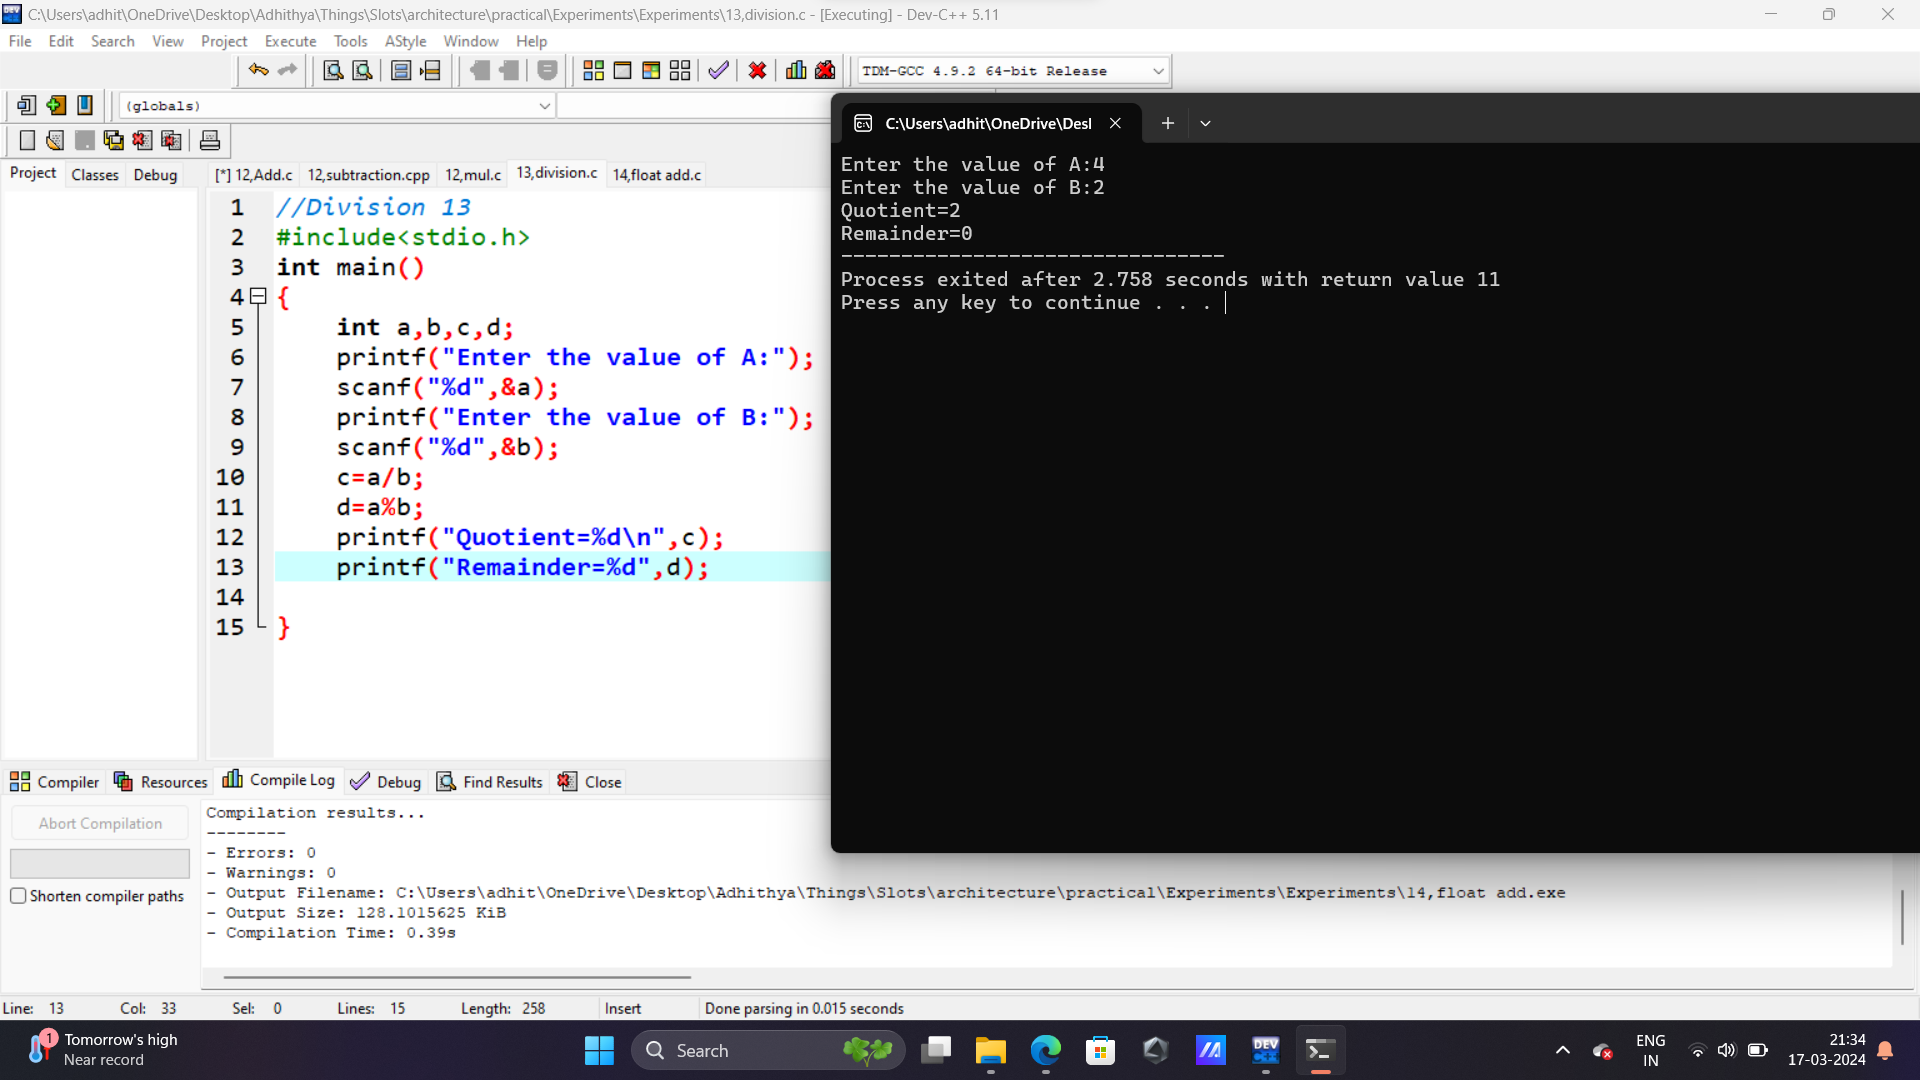 C:\Users\adhit\OneDrive\Desktop\Adhithya\Things\Slots\architecture\practical\Experiments\Experiments\13,division.c - [Executing] - Dev-C++ 5.11
File Edit Search View Project Execute Tools AStyle Window Help
TDM-GCC 4.9.2 64-bit Release
(globals)
Project Classes Debug
[*] 12,Add.c 12,subtraction.cpp 12,mul.c 13,division.c 14,float add.c
1 //Division 13
2 #include<stdio.h>
3 int main()
4 {
5 int a,b,c,d;
6 printf("Enter the value of A:");
7 scanf("%d",&a);
8 printf("Enter the value of B:");
9 scanf("%d",&b);
10 c=a/b;
11 d=a%b;
12 printf("Quotient=%d\n",c);
13 printf("Remainder=%d",d);
14
15 }
C:\Users\adhit\OneDrive\Desl
Enter the value of A:4
Enter the value of B:2
Quotient=2
Remainder=0
--------------------------------
Process exited after 2.758 seconds with return value 11
Press any key to continue . . .
Compiler Resources Compile Log Debug Find Results Close
Abort Compilation
Shorten compiler paths
Compilation results...
--------
- Errors: 0
- Warnings: 0
- Output Filename: C:\Users\adhit\OneDrive\Desktop\Adhithya\Things\Slots\architecture\practical\Experiments\Experiments\14,float add.exe
- Output Size: 128.1015625 KiB
- Compilation Time: 0.39s
Line: 13 Col: 33 Sel: 0 Lines: 15 Length: 258 Insert Done parsing in 0.015 seconds
1
Tomorrow's high
Near record
Search
DEV
C++
ENG
IN
21:34
17-03-2024